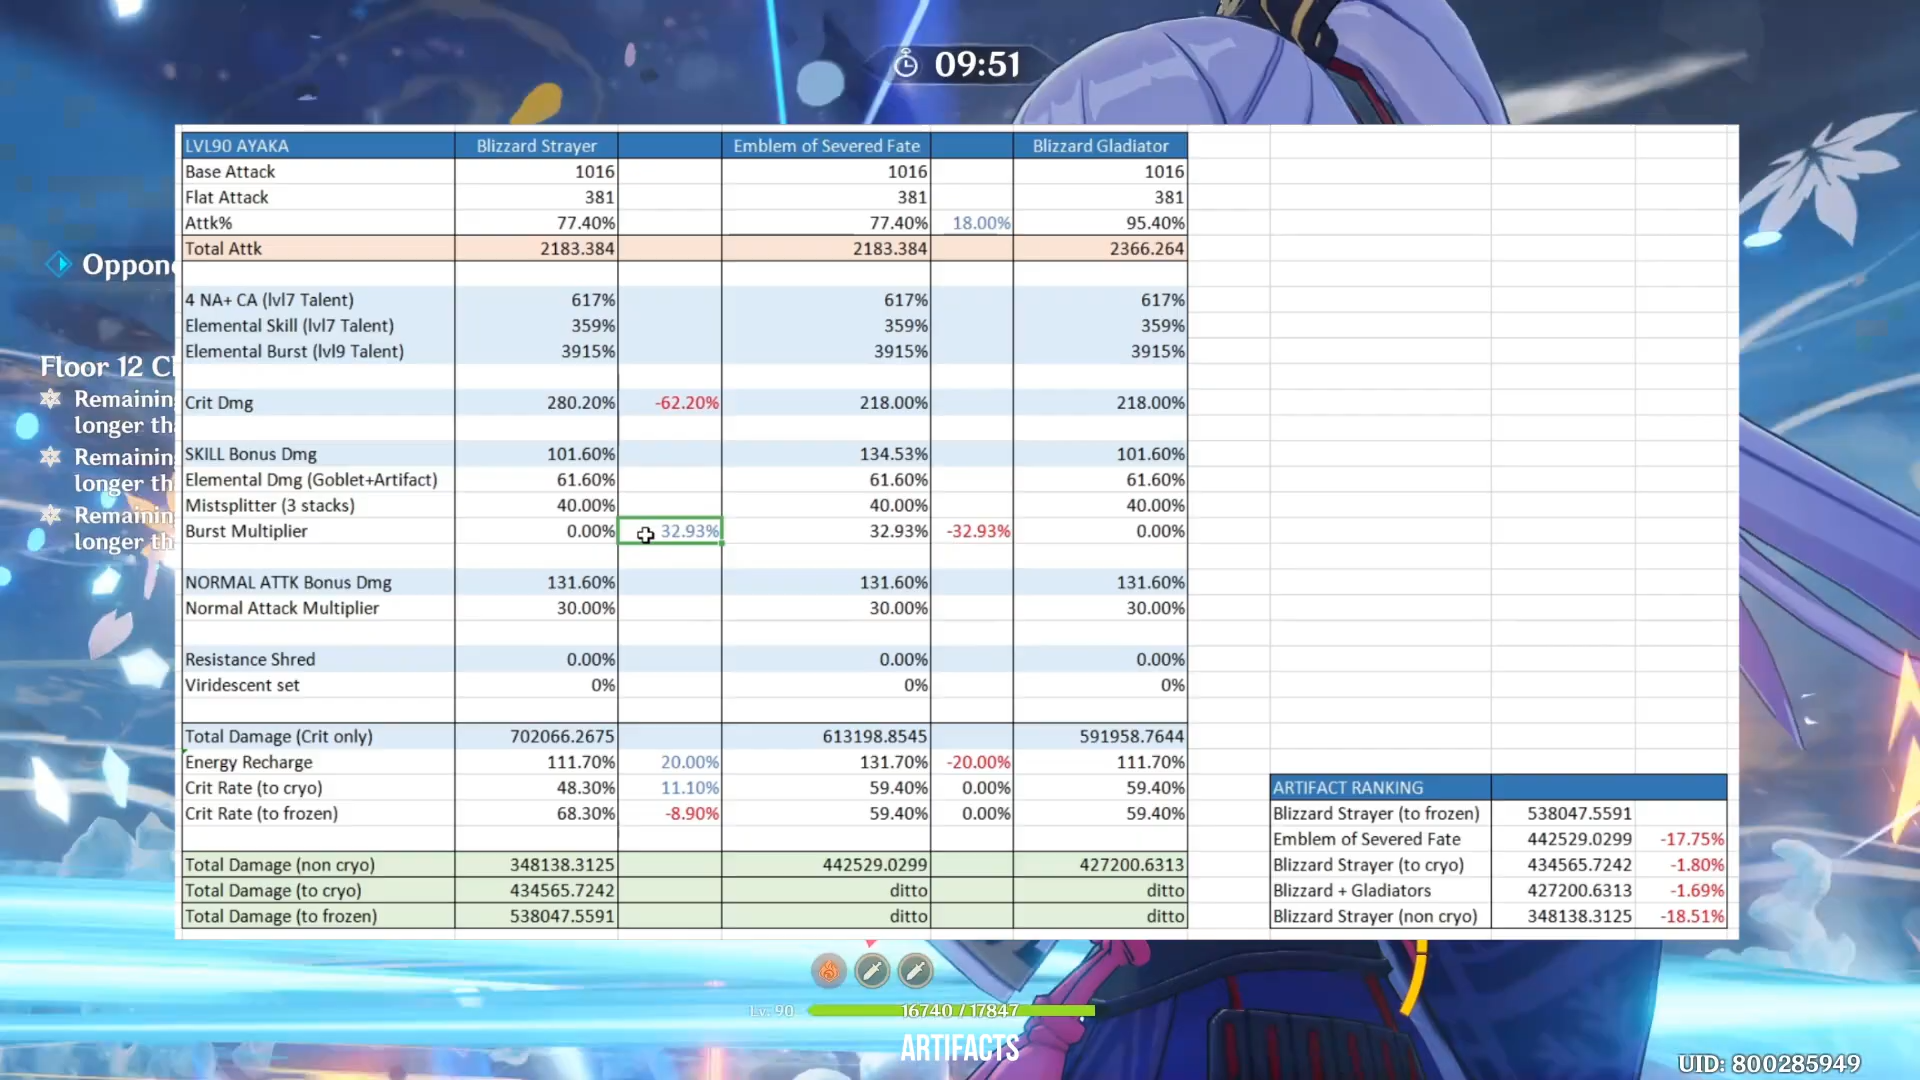 09:51
LVL90 AYAKA Blizzard Strayer Emblem of Severed Fate Blizzard Gladiator
Base Attack 1016 1016 1016
Flat Attack 381 381 381
Attk% 77.40% 77.40% 18.00% 95.40%
Total Attk 2183.384 2183.384 2366.264
4 NA+ CA (lvl7 Talent) 617% 617% 617%
Elemental Skill (lvl7 Talent) 359% 359% 359%
Elemental Burst (lvl9 Talent) 3915% 3915% 3915%
Crit Dmg 280.20% -62.20% 218.00% 218.00%
SKILL Bonus Dmg 101.60% 134.53% 101.60%
Elemental Dmg (Goblet+Artifact) 61.60% 61.60% 61.60%
Mistsplitter (3 stacks) 40.00% 40.00% 40.00%
Burst Multiplier 0.00% 32.93% 32.93% -32.93% 0.00%
NORMAL ATTK Bonus Dmg 131.60% 131.60% 131.60%
Normal Attack Multiplier 30.00% 30.00% 30.00%
Resistance Shred 0.00% 0.00% 0.00%
Viridescent set 0% 0% 0%
Total Damage (Crit only) 702066.2675 613198.8545 591958.7644
Energy Recharge 111.70% 20.00% 131.70% -20.00% 111.70%
Crit Rate (to cryo) 48.30% 11.10% 59.40% 0.00% 59.40%
Crit Rate (to frozen) 68.30% -8.90% 59.40% 0.00% 59.40%
Total Damage (non cryo) 348138.3125 442529.0299 427200.6313
Total Damage (to cryo) 434565.7242 ditto ditto
Total Damage (to frozen) 538047.5591 ditto ditto
ARTIFACT RANKING
Blizzard Strayer (to frozen) 538047.5591
Emblem of Severed Fate 442529.0299 -17.75%
Blizzard Strayer (to cryo) 434565.7242 -1.80%
Blizzard + Gladiators 427200.6313 -1.69%
Blizzard Strayer (non cryo) 348138.3125 -18.51%
Oppone
Floor 12 C
Remaining
longer th
Remaining
longer th
Remaining
longer th
Lv. 90 16740 / 17847
ARTIFACTS
UID: 800285949